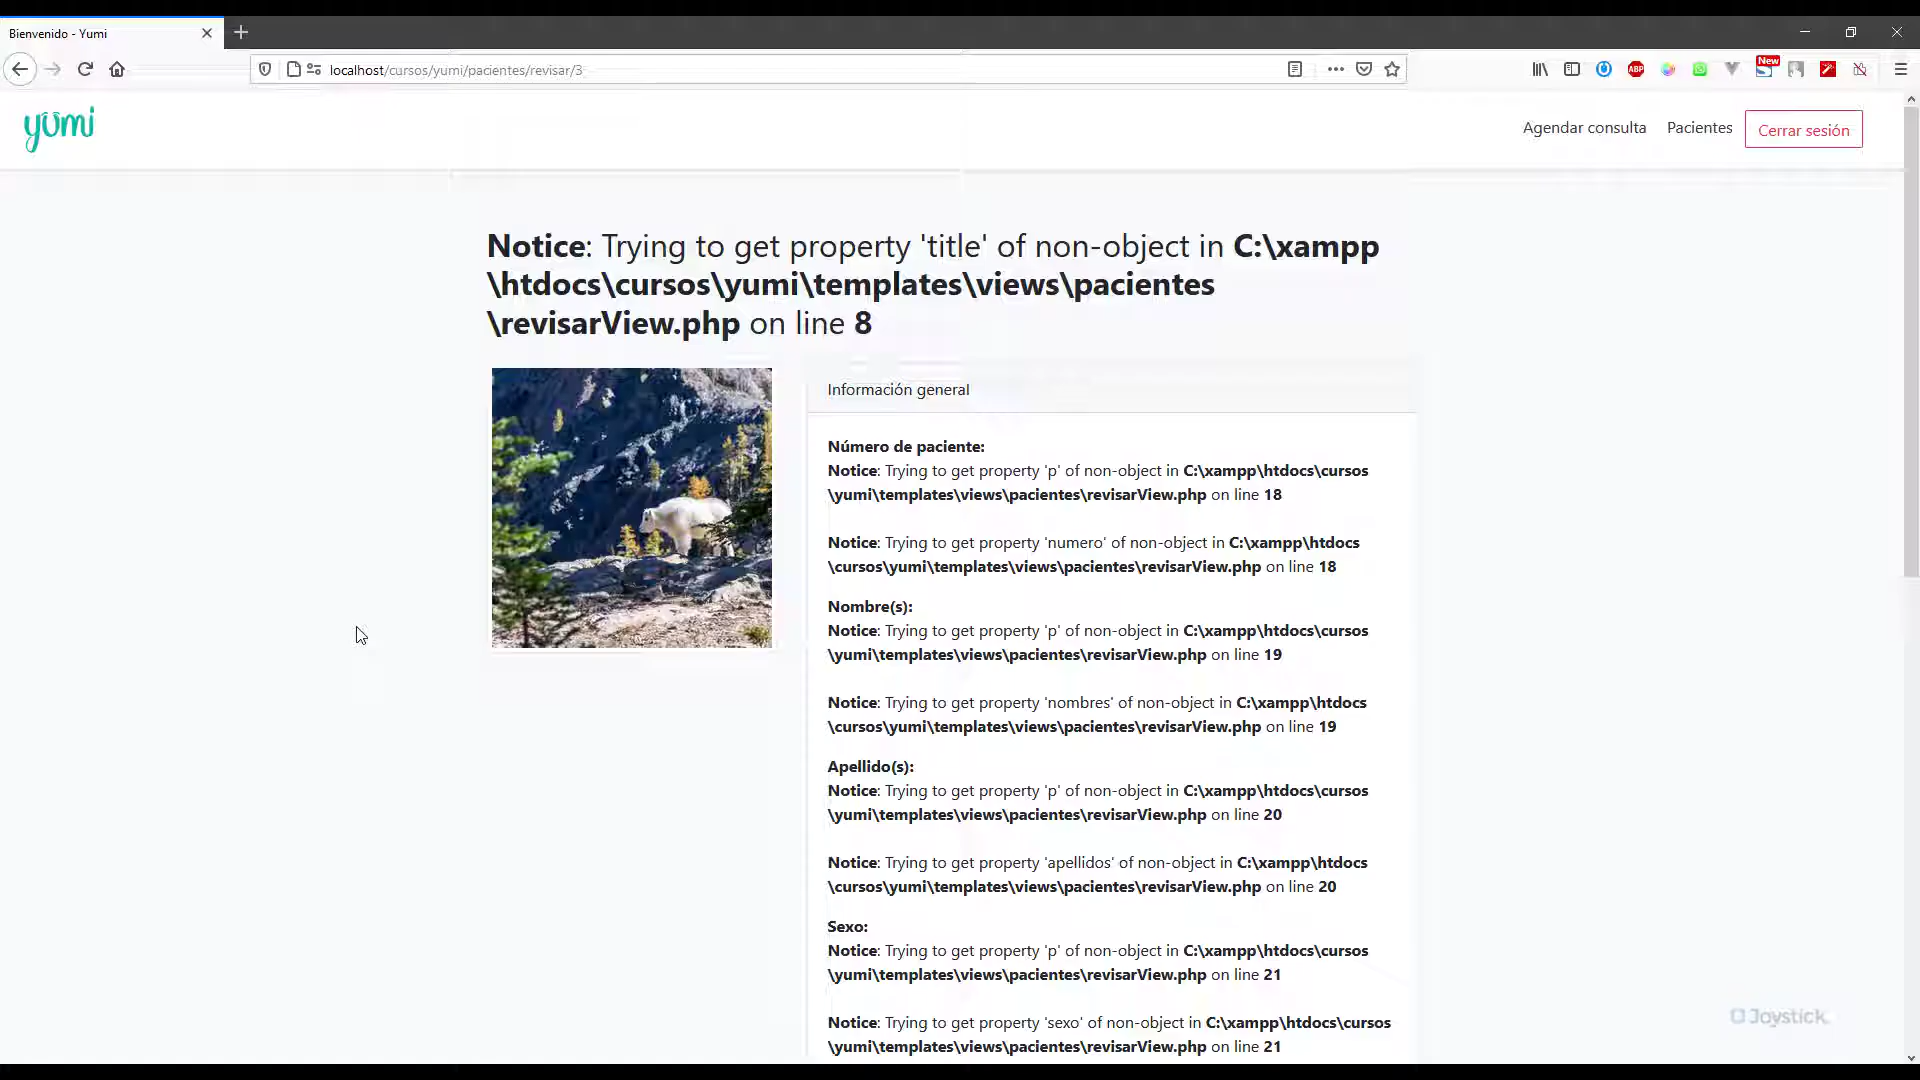 Bienvenido - Yumi
localhost/cursos/yumi/pacientes/revisar/3
ABP
New
yumi
Agendar consulta
Pacientes
Cerrar sesión
Notice: Trying to get property 'title' of non-object in C:\xampp
\htdocs\cursos\yumi\templates\views\pacientes
\revisarView.php on line 8
Información general
Número de paciente:
Notice: Trying to get property 'p' of non-object in C:\xampp\htdocs\cursos
\yumi\templates\views\pacientes\revisarView.php on line 18
Notice: Trying to get property 'numero' of non-object in C:\xampp\htdocs
\cursos\yumi\templates\views\pacientes\revisarView.php on line 18
Nombre(s):
Notice: Trying to get property 'p' of non-object in C:\xampp\htdocs\cursos
\yumi\templates\views\pacientes\revisarView.php on line 19
Notice: Trying to get property 'nombres' of non-object in C:\xampp\htdocs
\cursos\yumi\templates\views\pacientes\revisarView.php on line 19
Apellido(s):
Notice: Trying to get property 'p' of non-object in C:\xampp\htdocs\cursos
\yumi\templates\views\pacientes\revisarView.php on line 20
Notice: Trying to get property 'apellidos' of non-object in C:\xampp\htdocs
\cursos\yumi\templates\views\pacientes\revisarView.php on line 20
Sexo:
Notice: Trying to get property 'p' of non-object in C:\xampp\htdocs\cursos
\yumi\templates\views\pacientes\revisarView.php on line 21
Notice: Trying to get property 'sexo' of non-object in C:\xampp\htdocs\cursos
\yumi\templates\views\pacientes\revisarView.php on line 21
Joystick